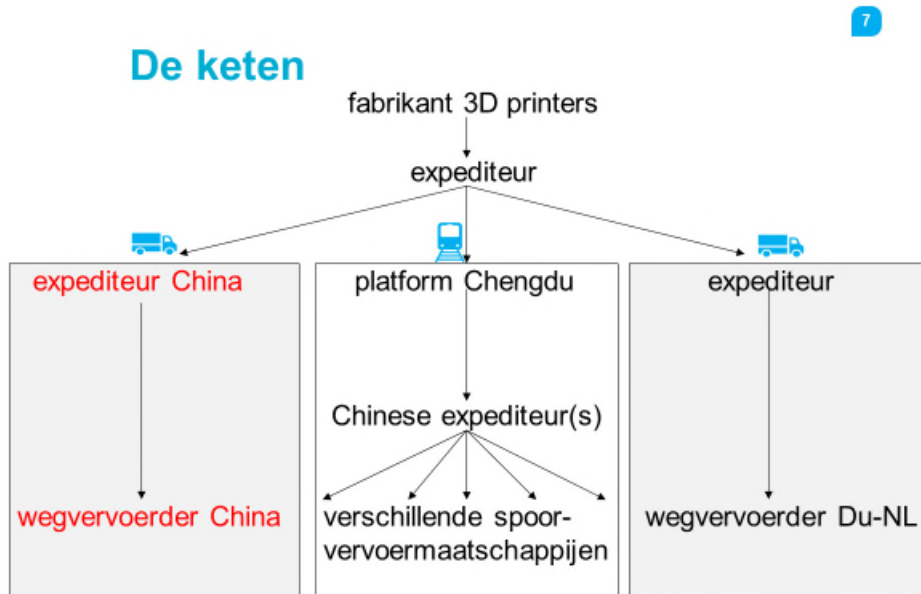 7
De keten
fabrikant 3D printers
expediteur
expediteur China
platform Chengdu
expediteur
Chinese expediteur(s)
wegvervoerder China
verschillende spoor-
vervoermaatschappijen
wegvervoerder Du-NL